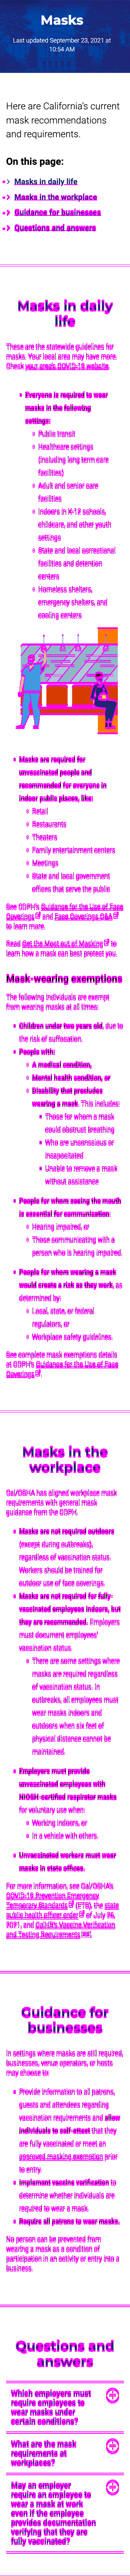 Masks
Last updated September 23, 2021 at
10:54 AM
Here are California's current
mask recommendations
and requirements.
On this page:
Masks in daily life
Masks in the workplace
Guidance for businesses
Questions and answers
Masks in daily
life
These are the statewide guidelines for
masks. Your local area may have more.
Check your area's COVID-19 website.
Everyone is required to wear
masks in the following
settings:
Public transit
Healthcare settings
(including long term care
facilities)
Adult and senior care
facilities
Indoors in K-12 schools,
childcare, and other youth
settings
State and local correctional
facilities and detention
centers
Homeless shelters,
emergency shelters, and
cooling centers
Masks are required for
unvaccinated people and
recommended for everyone in
indoor public places, like:
Retail
Restaurants
Theaters
Family entertainment centers
Meetings
State and local government
offices that serve the public
See CDPH's Guidance for the Use of Face
Coverings and Face Coverings Q&A
to learn more.
Read Get the Most out of Masking to
learn how a mask can best protect you.
Mask-wearing exemptions
The following individuals are exempt
from wearing masks at all times:
Children under two years old, due to
the risk of suffocation.
People with:
A medical condition,
Mental health condition, or
Disability that precludes
wearing a mask. This includes:
Those for whom a mask
could obstruct breathing
Who are unconscious or
incapacitated
Unable to remove a mask
without assistance
People for whom seeing the mouth
is essential for communication:
Hearing impaired, or
Those communicating with a
person who is hearing impaired.
People for whom wearing a mask
would create a risk as they work, as
determined by:
Local, state, or federal
regulators, or
Workplace safety guidelines.
See complete mask exemptions details
at CDPH's Guidance for the Use of Face
Coverings.
Masks in the
workplace
Cal/OSHA has aligned workplace mask
requirements with general mask
guidance from the CDPH.
Masks are not required outdoors
(except during outbreaks),
regardless of vaccination status.
Workers should be trained for
outdoor use of face coverings.
Masks are not required for fully-
vaccinated employees indoors, but
they are recommended. Employers
must document employees'
vaccination status.
There are some settings where
masks are required regardless
of vaccination status. In
outbreaks, all employees must
wear masks indoors and
outdoors when six feet of
physical distance cannot be
maintained.
Employers must provide
unvaccinated employees with
NIOSH-certified respirator masks
for voluntary use when:
Working indoors, or
In a vehicle with others.
Unvaccinated workers must wear
masks in state offices.
For more information, see Cal/OSHA's
COVID-19 Prevention Emergency
Temporary Standards (ETS), the state
public health officer order of July 26,
2021, and CalHR's Vaccine Verification
and Testing Requirements
Guidance for
businesses
In settings where masks are still required,
businesses, venue operators, or hosts
may choose to:
Provide information to all patrons,
guests and attendees regarding
vaccination requirements and allow
individuals to self-attest that they
are fully vaccinated or meet an
approved masking exemption prior
to entry.
Implement vaccine verification to
determine whether individuals are
required to wear a mask.
Require all patrons to wear masks.
No person can be prevented from
wearing a mask as a condition of
participation in an activity or entry into a
business.
Questions and
answers
Which employers must
require employees to
wear masks under
certain conditions?
What are the mask
requirements at
workplaces?
May an employer
require an employee to
wear a mask at work
even if the employee
provides documentation
verifying that they are
fully vaccinated?